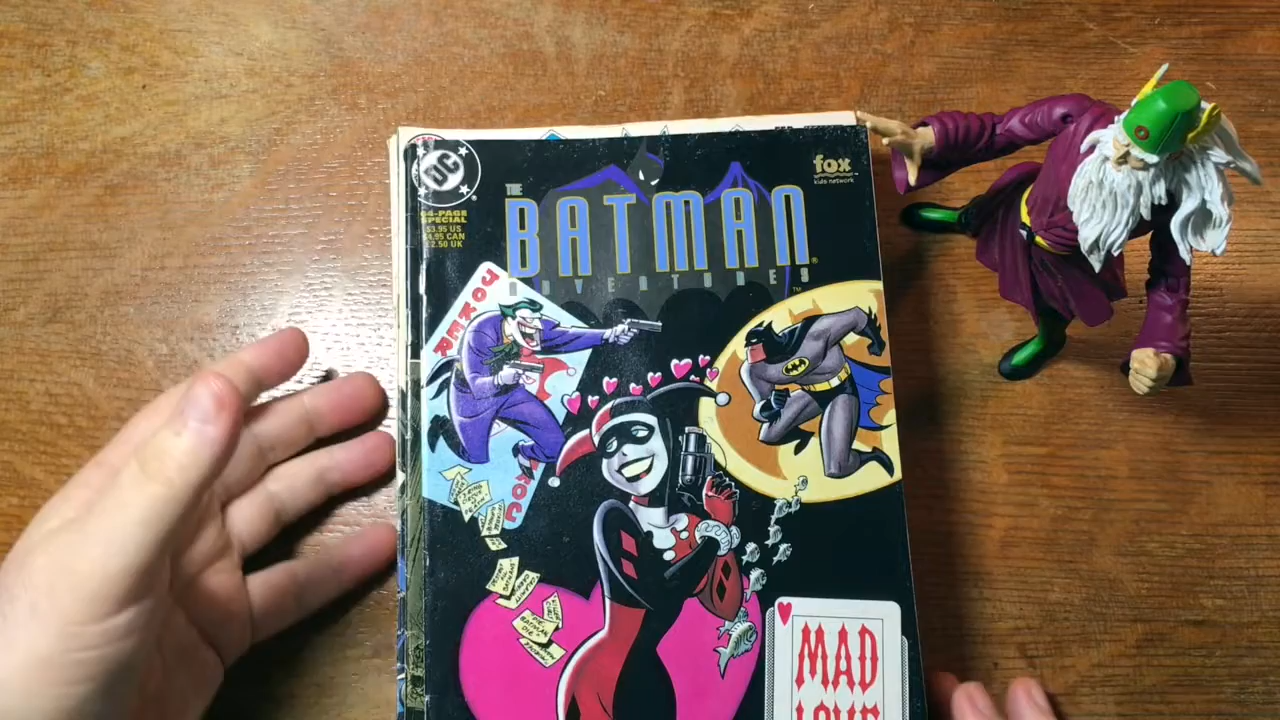 DC
64-PAGE
SPECIAL
$3.95 US
$4.95 CAN
£2.50 UK
fox
kids network
THE
BATMAN
ADVENTURES
JOKER
MAD
LOVE